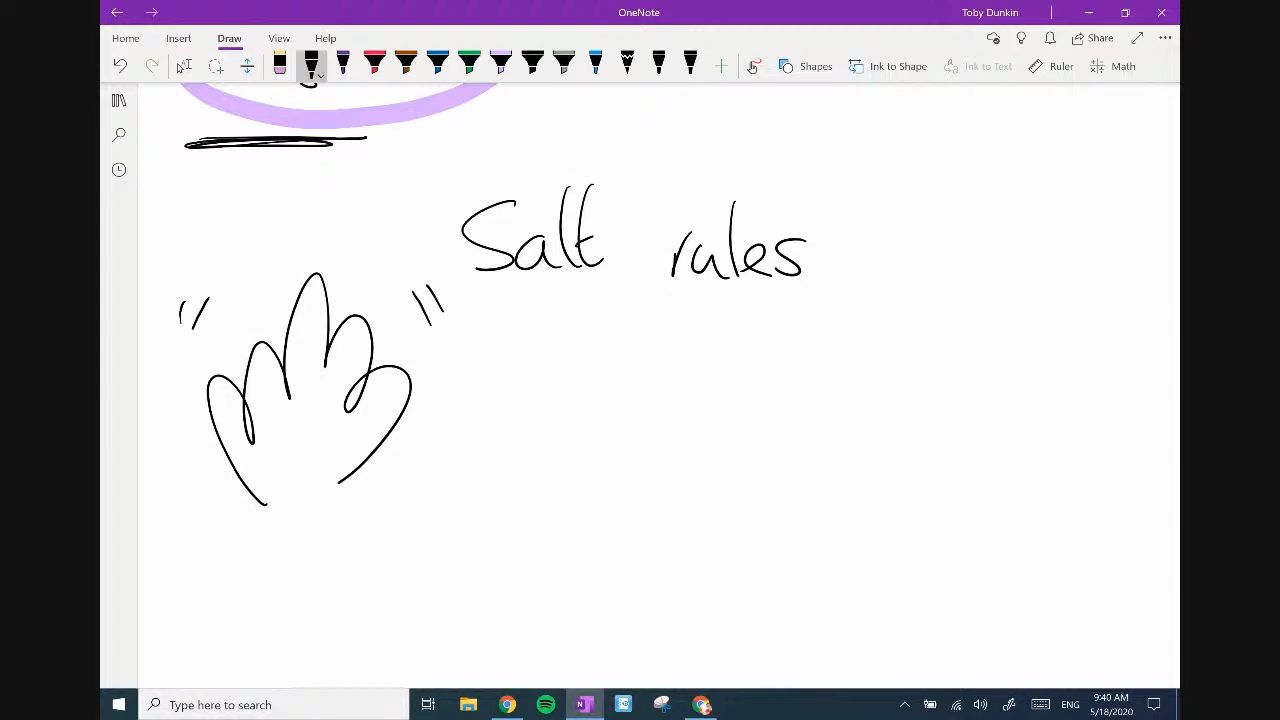 OneNote
Toby Dunkin
Home Insert Draw View Help
Share
Shapes Ink to Shape Ink to Text Ruler Math
Salt rules
" "
Type here to search
ENG
9:40 AM
5/18/2020